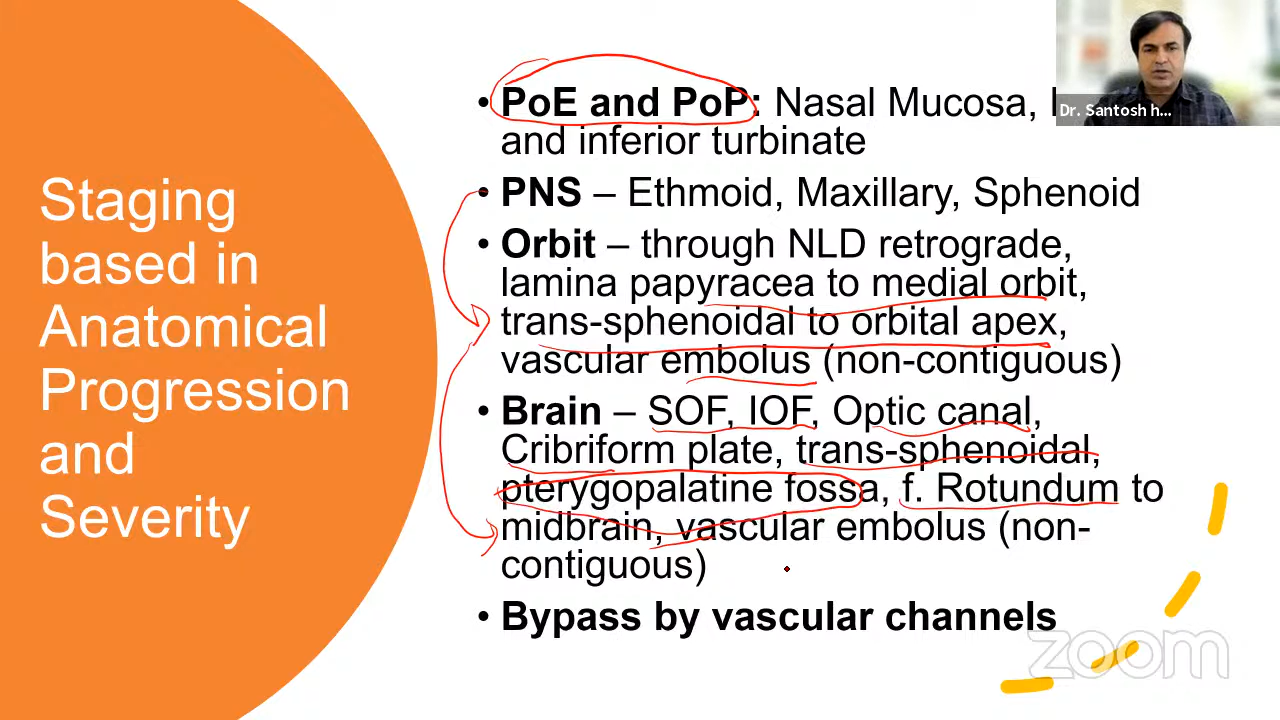 Staging
based in
Anatomical
Progression
and
Severity
• PoE and PoP: Nasal Mucosa,
and inferior turbinate
• PNS – Ethmoid, Maxillary, Sphenoid
• Orbit – through NLD retrograde,
lamina papyracea to medial orbit,
trans-sphenoidal to orbital apex,
vascular embolus (non-contiguous)
• Brain – SOF, IOF, Optic canal,
Cribriform plate, trans-sphenoidal,
pterygopalatine fossa, f. Rotundum to
midbrain, vascular embolus (non-
contiguous)
• Bypass by vascular channels
Dr. Santosh h...
zoom